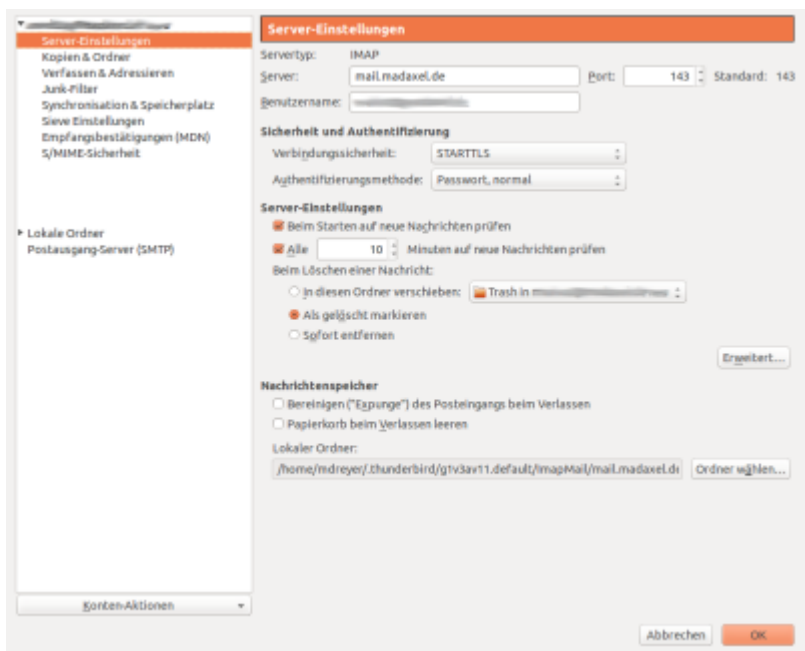 Server-Einstellungen
Kopien & Ordner
Verfassen & Adressieren
Junk-Filter
Synchronisation & Speicherplatz
Sieve Einstellungen
Empfangsbestätigungen (MDN)
S/MIME-Sicherheit
Lokale Ordner
Postausgang-Server (SMTP)
Konten-Aktionen
Server-Einstellungen
Servertyp: IMAP
Server: mail.madaxel.de Port: 143 Standard: 143
Benutzername:
Sicherheit und Authentifizierung
Verbindungssicherheit: STARTTLS
Authentifizierungsmethode: Passwort, normal
Server-Einstellungen
Beim Starten auf neue Nachrichten prüfen
Alle 10 Minuten auf neue Nachrichten prüfen
Beim Löschen einer Nachricht:
In diesen Ordner verschieben: Trash in
Als gelöscht markieren
Sofort entfernen
Erweitert...
Nachrichtenspeicher
Bereinigen ("Expunge") des Posteingangs beim Verlassen
Papierkorb beim Verlassen leeren
Lokaler Ordner:
/home/mdreyer/.thunderbird/g1v3av11.default/ImapMail/mail.madaxel.de Ordner wählen...
Abbrechen OK